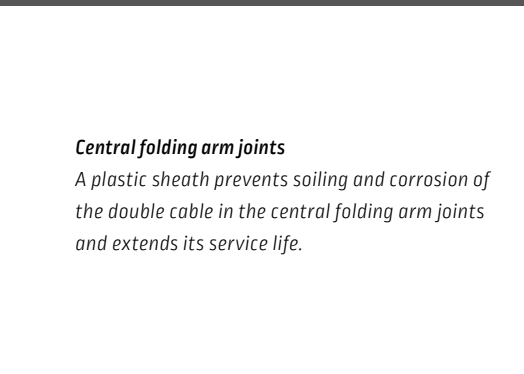 Central folding arm joints
A plastic sheath prevents soiling and corrosion of
the double cable in the central folding arm joints
and extends its service life.